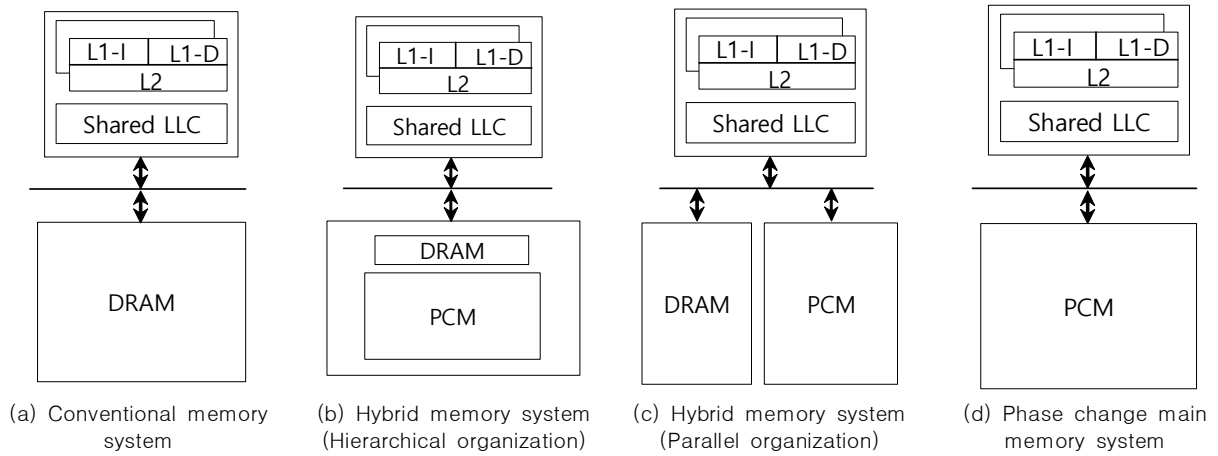 L1-I
L1-D
L2
Shared LLC
DRAM
(a) Conventional memory
system
L1-I
L1-D
L2
Shared LLC
DRAM
PCM
(b) Hybrid memory system
(Hierarchical organization)
L1-I
L1-D
L2
Shared LLC
DRAM
PCM
(c) Hybrid memory system
(Parallel organization)
L1-I
L1-D
L2
Shared LLC
PCM
(d) Phase change main
memory system